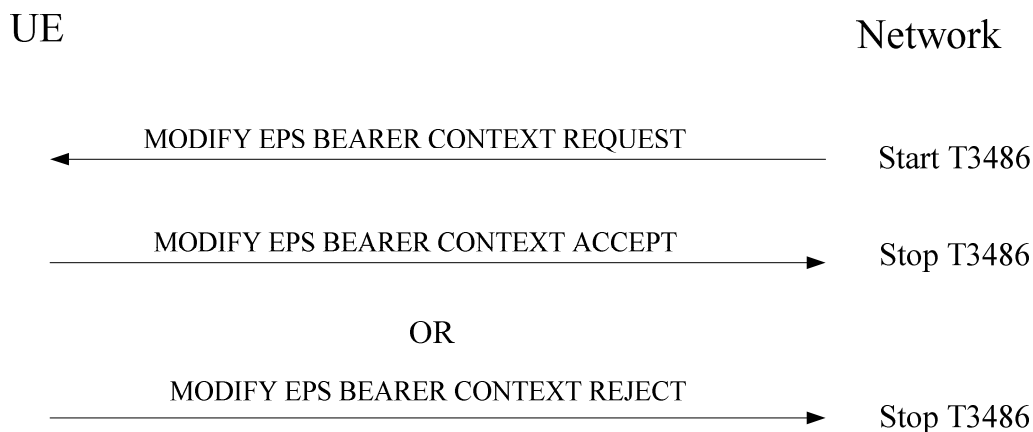 UE
Network
MODIFY EPS BEARER CONTEXT REQUEST
Start T3486
MODIFY EPS BEARER CONTEXT ACCEPT
Stop T3486
OR
MODIFY EPS BEARER CONTEXT REJECT
Stop T3486